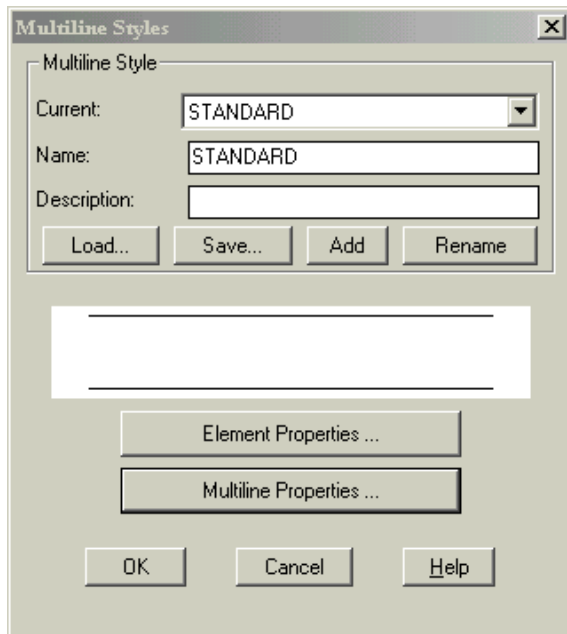 Multiline Styles
Multiline Style
Current: STANDARD
Name: STANDARD
Description:
Load... Save... Add Rename
Element Properties ...
Multiline Properties ...
OK Cancel Help